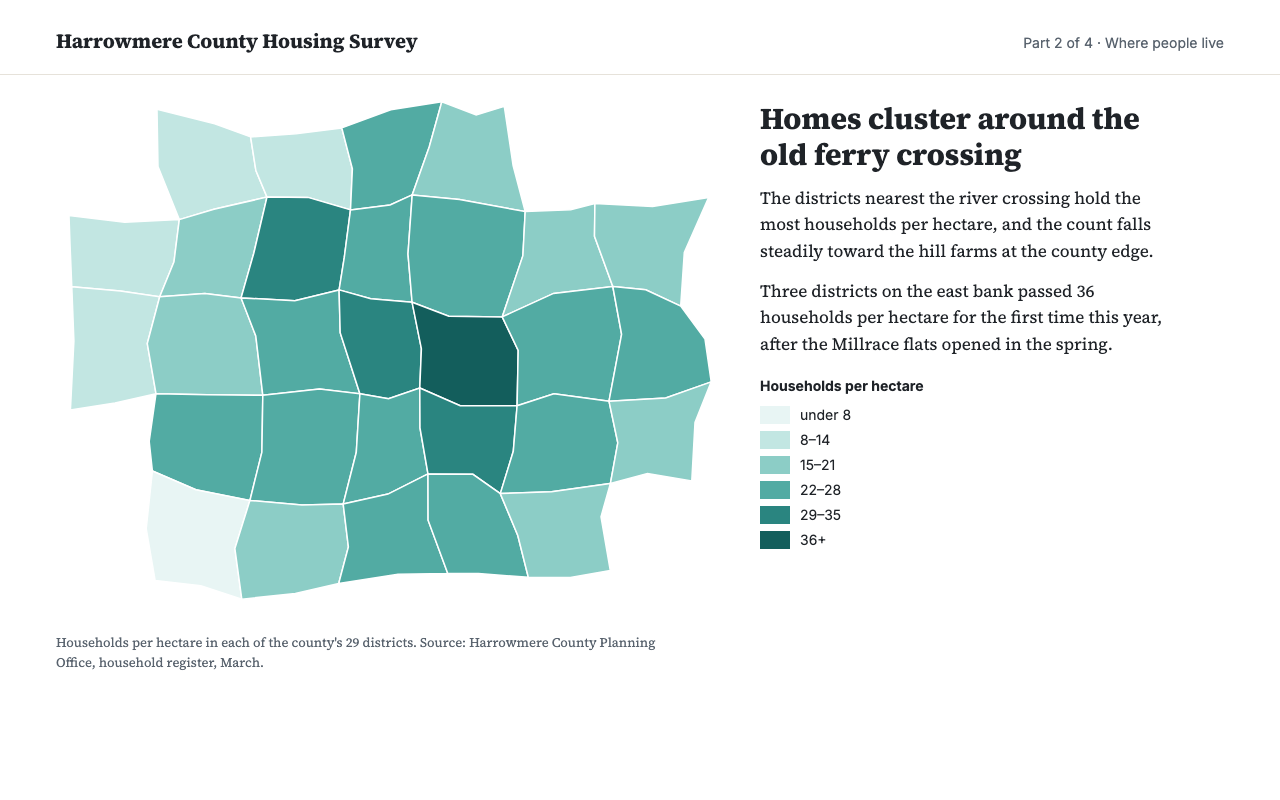 Harrowmere County Housing Survey
Part 2 of 4 · Where people live
Homes cluster around the
old ferry crossing
The districts nearest the river crossing hold the
most households per hectare, and the count falls
steadily toward the hill farms at the county edge.
Three districts on the east bank passed 36
households per hectare for the first time this year,
after the Millrace flats opened in the spring.
Households per hectare
under 8
8–14
15–21
22–28
29–35
36+
Households per hectare in each of the county's 29 districts. Source: Harrowmere County Planning
Office, household register, March.